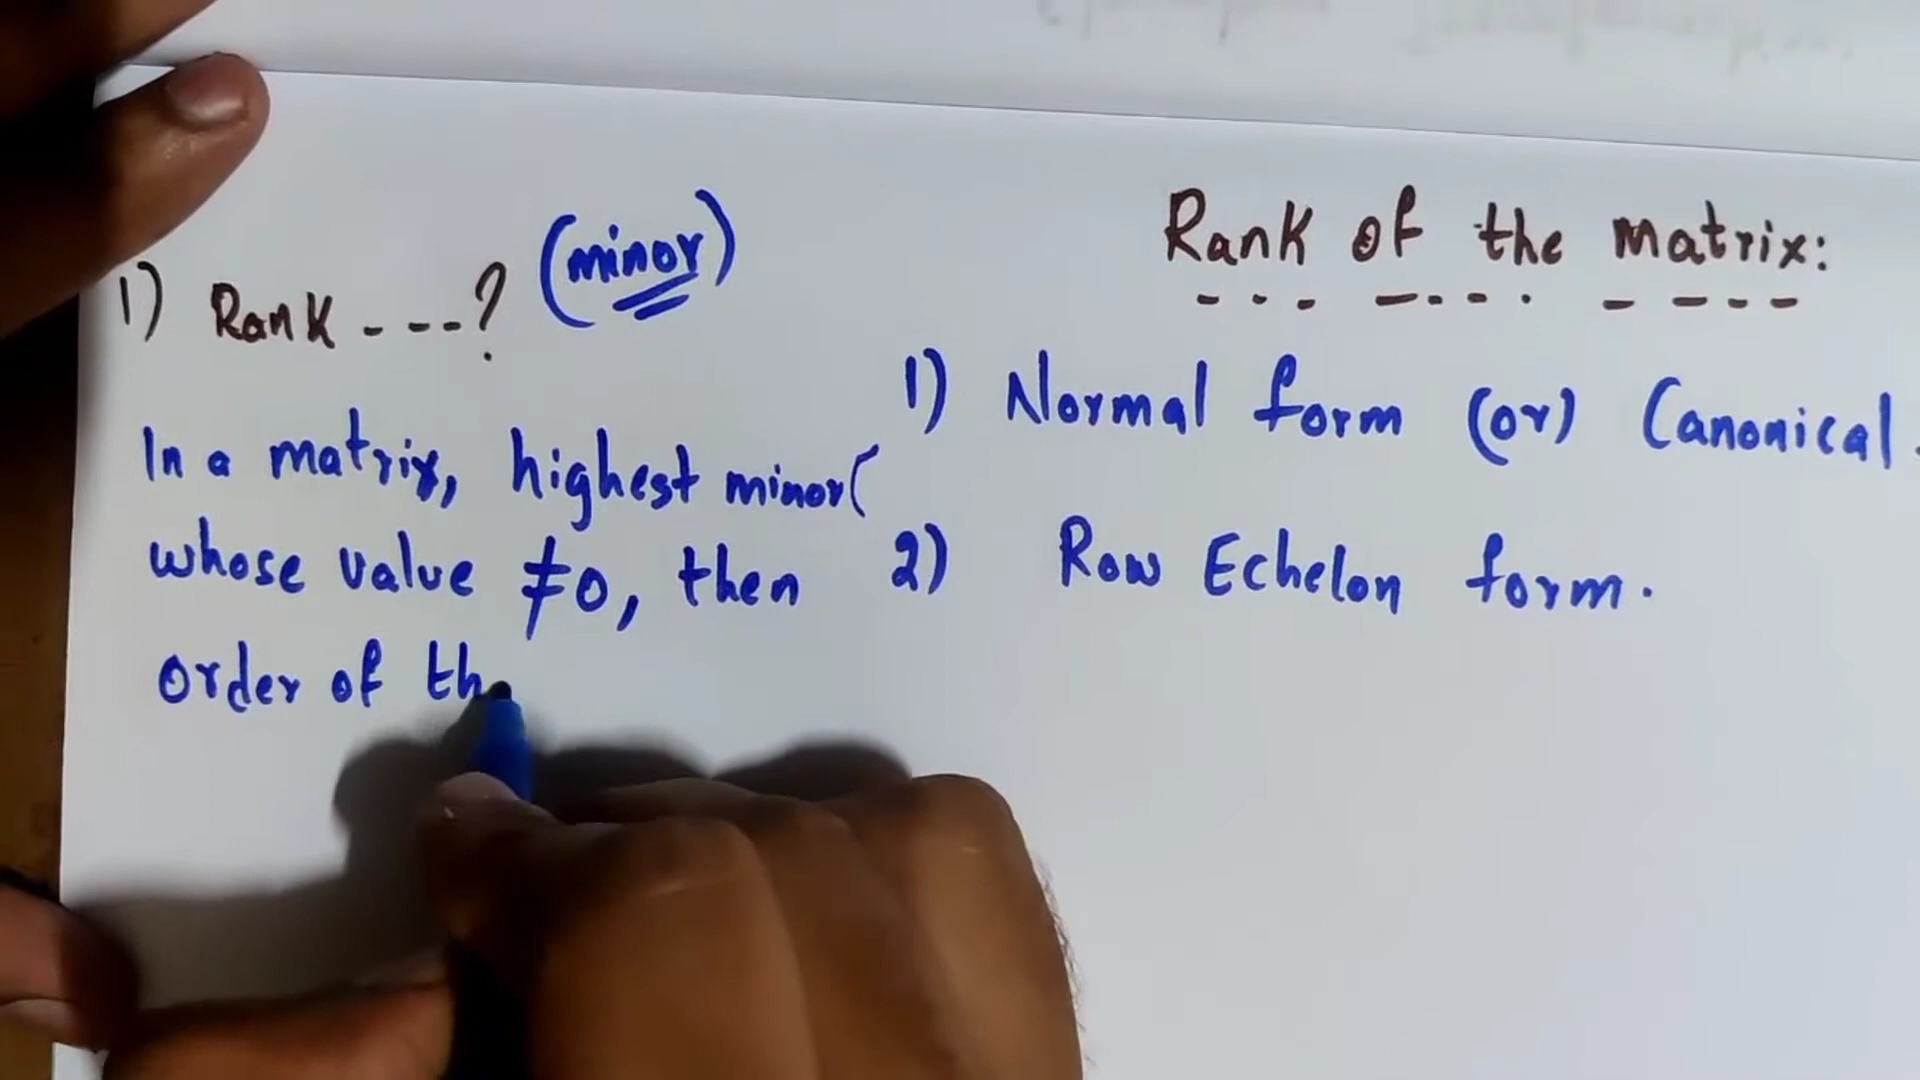 Rank of the matrix:
1) Rank ----? (minor)
In a matrix, highest minor(
whose value ≠0, then
order of th
1) Normal form (or) Canonical
2) Row Echelon form.